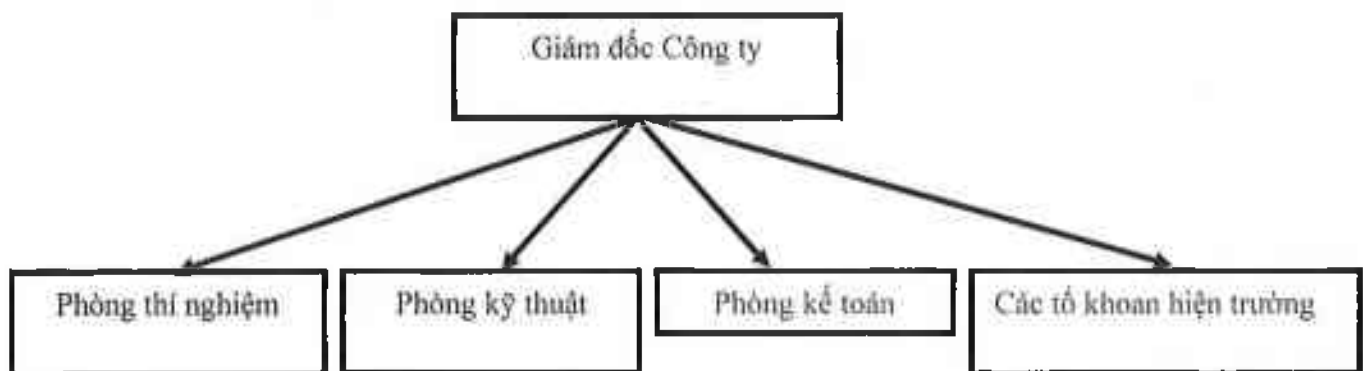 Giám đốc Công ty
Phòng thí nghiệm
Phòng kỹ thuật
Phòng kế toán
Các tổ khoan hiện trường